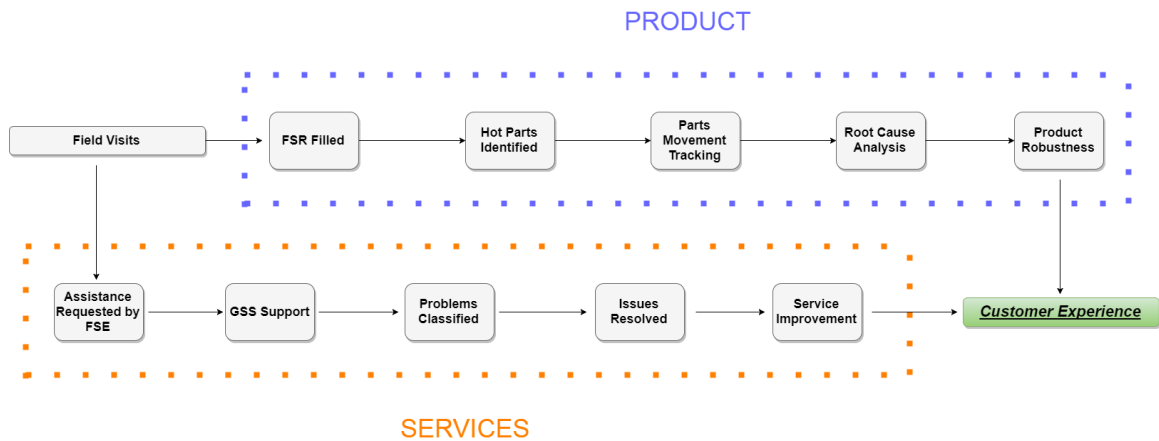 PRODUCT
Field Visits
FSR Filled
Hot Parts
Identified
Parts
Movement
Tracking
Root Cause
Analysis
Product
Robustness
Assistance
Requested by
FSE
GSS Support
Problems
Classified
Issues
Resolved
Service
Improvement
Customer Experience
SERVICES